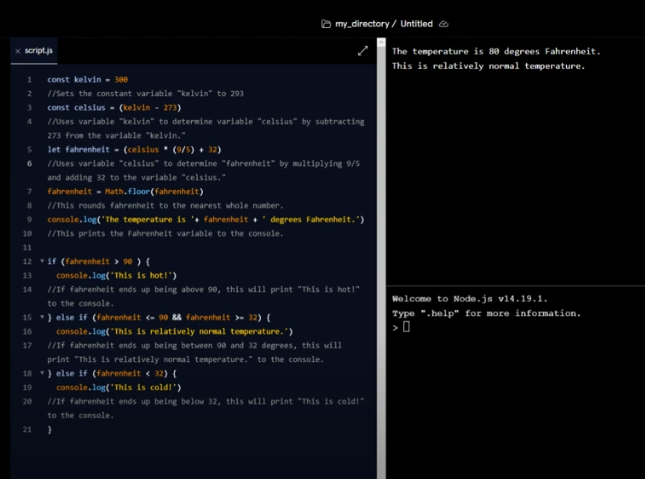 my_directory / Untitled
× script.js
1 const kelvin = 300
2 //Sets the constant variable "kelvin" to 293
3 const celsius = (kelvin - 273)
4 //Uses variable "kelvin" to determine variable "celsius" by subtracting
273 from the variable "kelvin."
5 let fahrenheit = (celsius * (9/5) + 32)
6 //Uses variable "celsius" to determine "fahrenheit" by multiplying 9/5
and adding 32 to the variable "celsius."
7 fahrenheit = Math.floor(fahrenheit)
8 //This rounds fahrenheit to the nearest whole number.
9 console.log('The temperature is '+ fahrenheit + ' degrees Fahrenheit.')
10 //This prints the Fahrenheit variable to the console.
11
12 if (fahrenheit > 90 ) {
13 console.log('This is hot!')
14 //If fahrenheit ends up being above 90, this will print "This is hot!"
to the console.
15 } else if (fahrenheit <= 90 && fahrenheit >= 32) {
16 console.log('This is relatively normal temperature.')
17 //If fahrenheit ends up being between 90 and 32 degrees, this will
print "This is relatively normal temperature." to the console.
18 } else if (fahrenheit < 32) {
19 console.log('This is cold!')
20 //If fahrenheit ends up being below 32, this will print "This is cold!"
to the console.
21 }
The temperature is 80 degrees Fahrenheit.
This is relatively normal temperature.
Welcome to Node.js v14.19.1.
Type ".help" for more information.
>